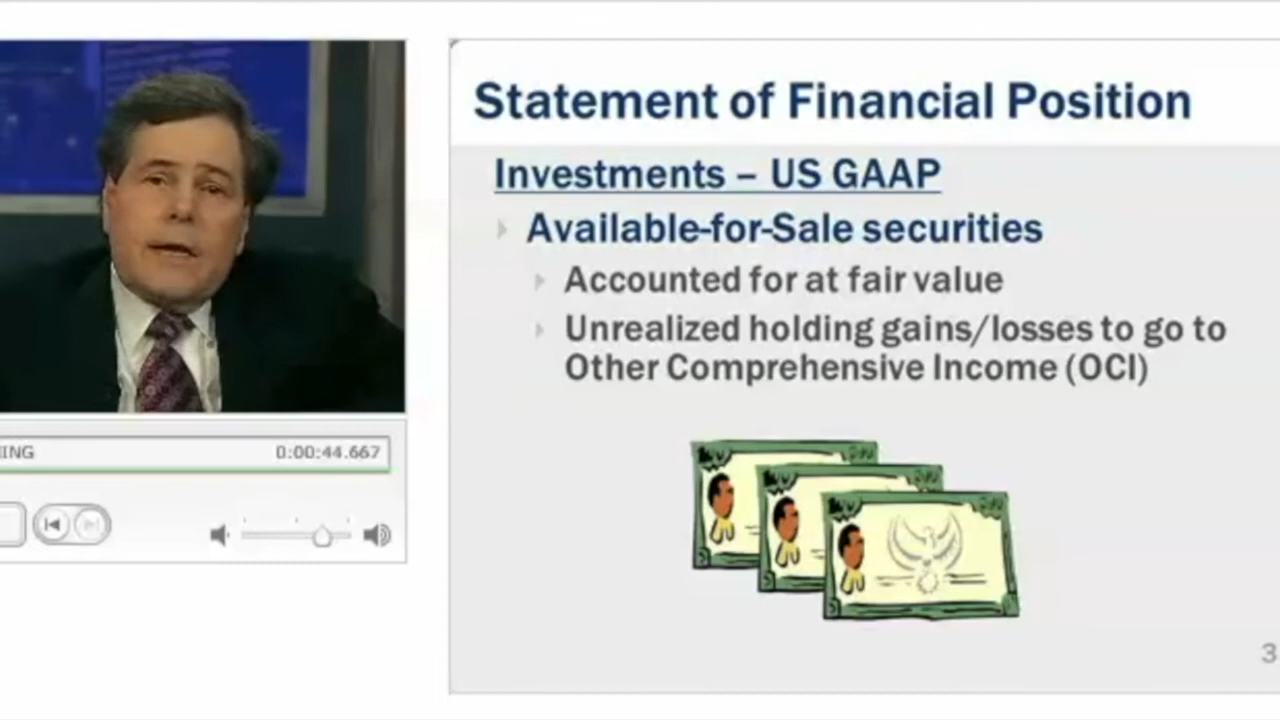 Statement of Financial Position
Investments – US GAAP
Available-for-Sale securities
Accounted for at fair value
Unrealized holding gains/losses to go to
Other Comprehensive Income (OCI)
ING
0:00:44.667
3